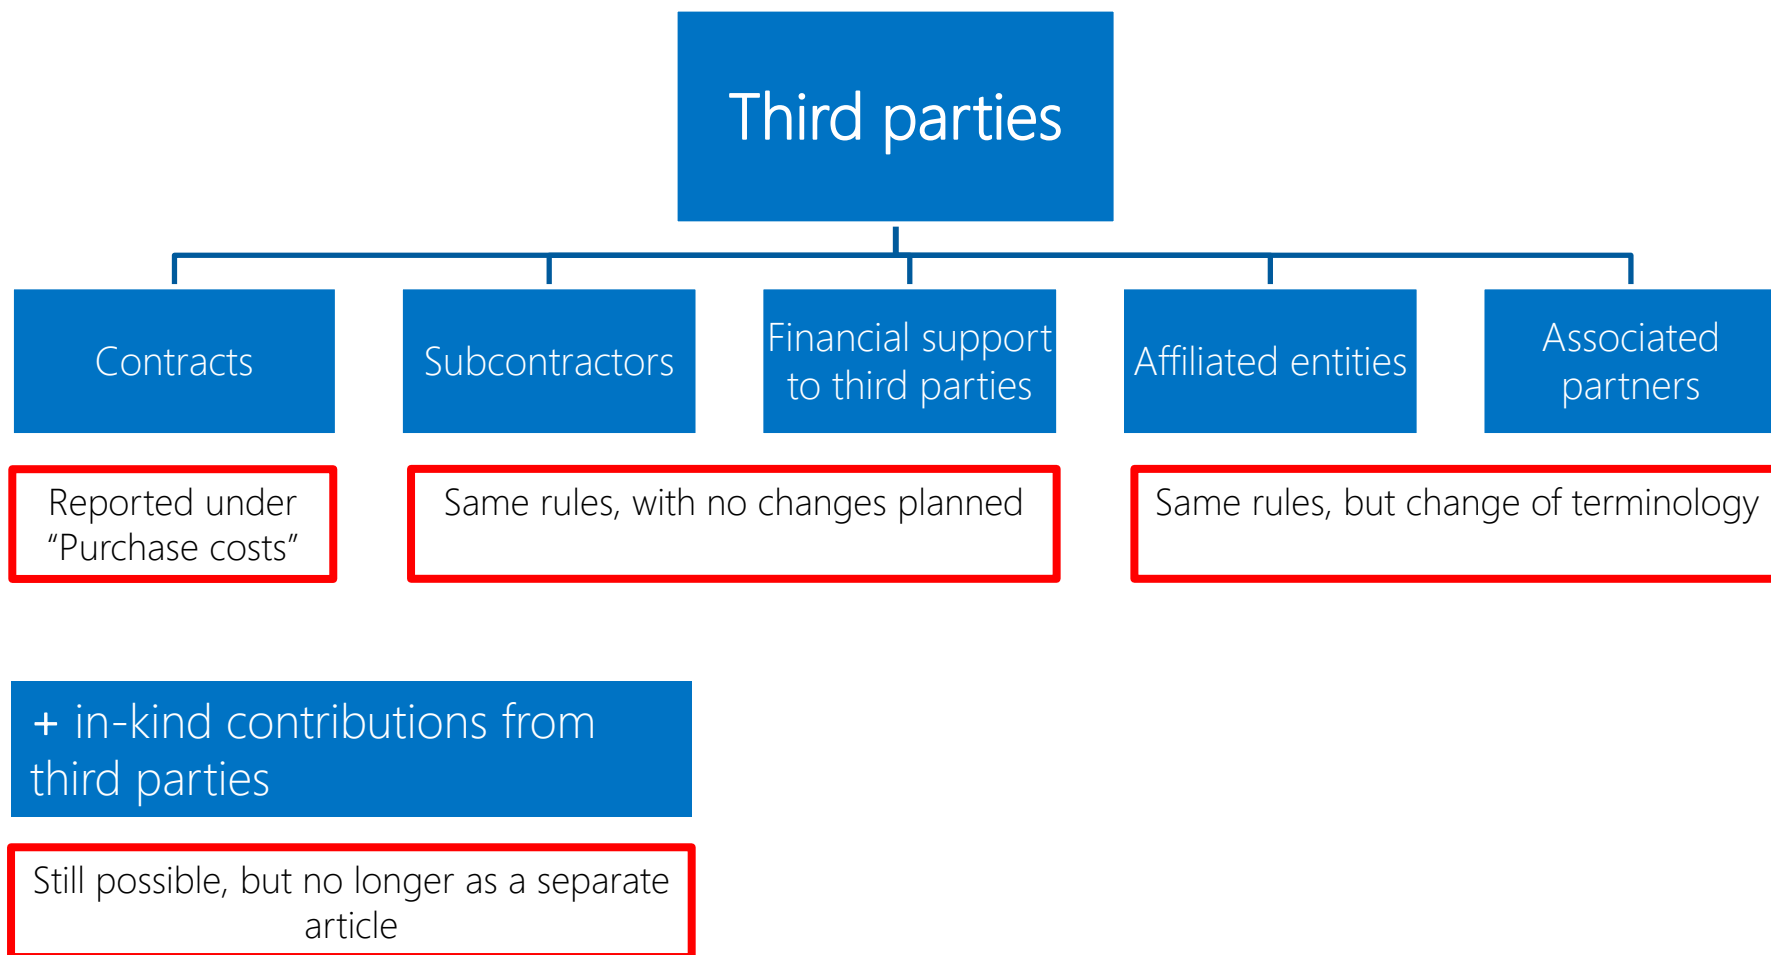 Third parties
Contracts
Subcontractors
Financial support
to third parties
Affiliated entities
Associated
partners
Reported under
“Purchase costs”
Same rules, with no changes planned
Same rules, but change of terminology
+ in-kind contributions from
third parties
Still possible, but no longer as a separate
article